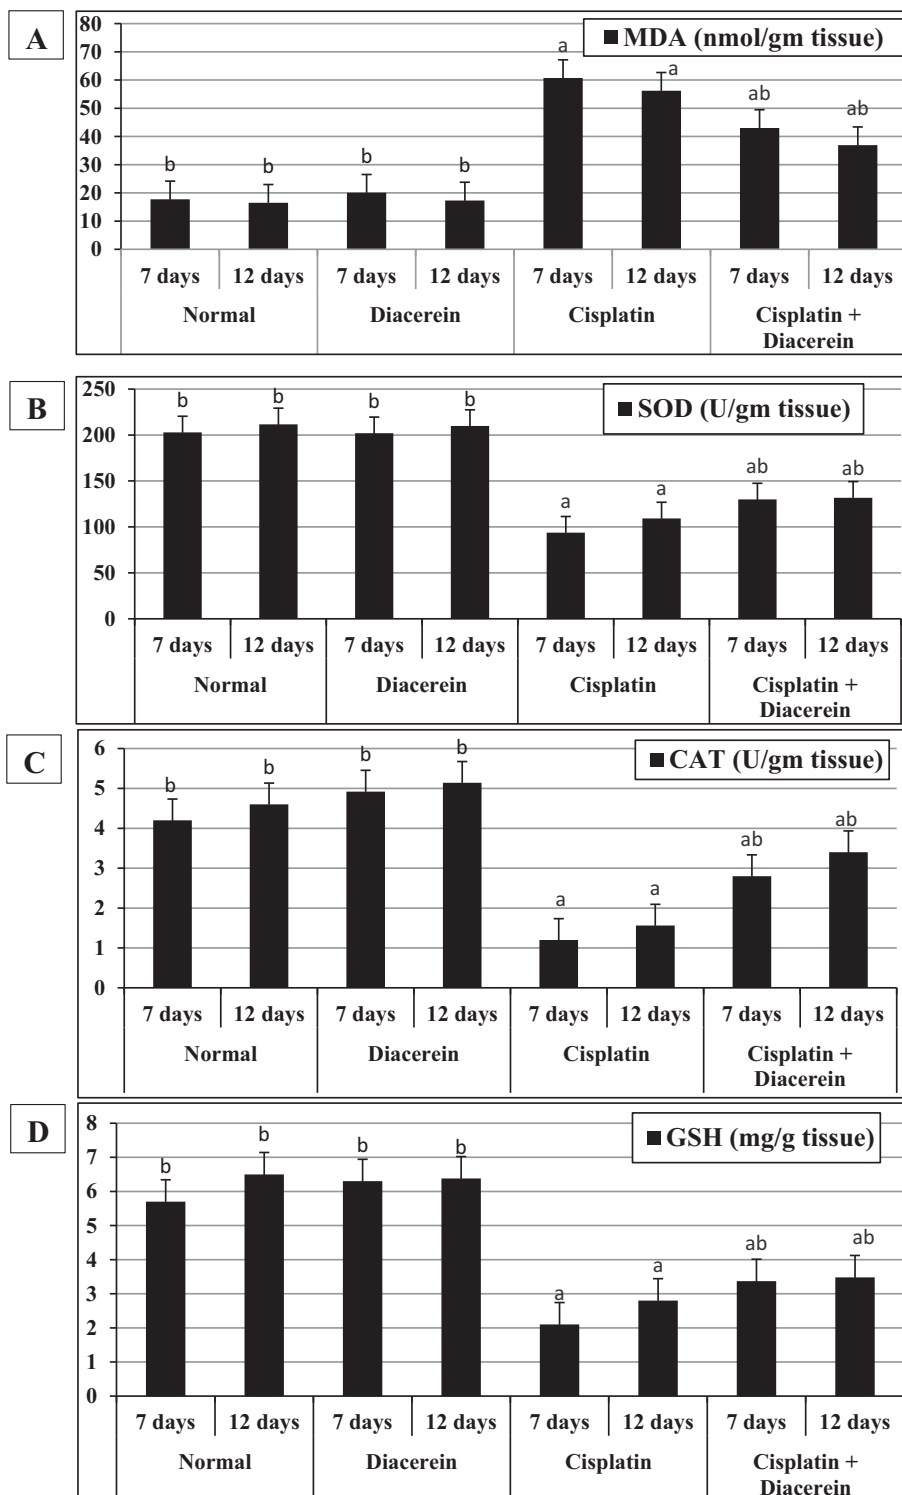 A
■ MDA (nmol/gm tissue)
80
70
60
50
40
30
20
10
0
b
b
b
b
a
a
ab
ab
7 days 12 days 7 days 12 days 7 days 12 days 7 days 12 days
Normal Diacerein Cisplatin Cisplatin +
Diacerein
B
■ SOD (U/gm tissue)
250
200
150
100
50
0
b
b
b
b
a
a
ab
ab
7 days 12 days 7 days 12 days 7 days 12 days 7 days 12 days
Normal Diacerein Cisplatin Cisplatin +
Diacerein
C
■ CAT (U/gm tissue)
6
5
4
3
2
1
0
b
b
b
b
a
a
ab
ab
7 days 12 days 7 days 12 days 7 days 12 days 7 days 12 days
Normal Diacerein Cisplatin Cisplatin +
Diacerein
D
■ GSH (mg/g tissue)
8
7
6
5
4
3
2
1
0
b
b
b
b
a
a
ab
ab
7 days 12 days 7 days 12 days 7 days 12 days 7 days 12 days
Normal Diacerein Cisplatin Cisplatin +
Diacerein